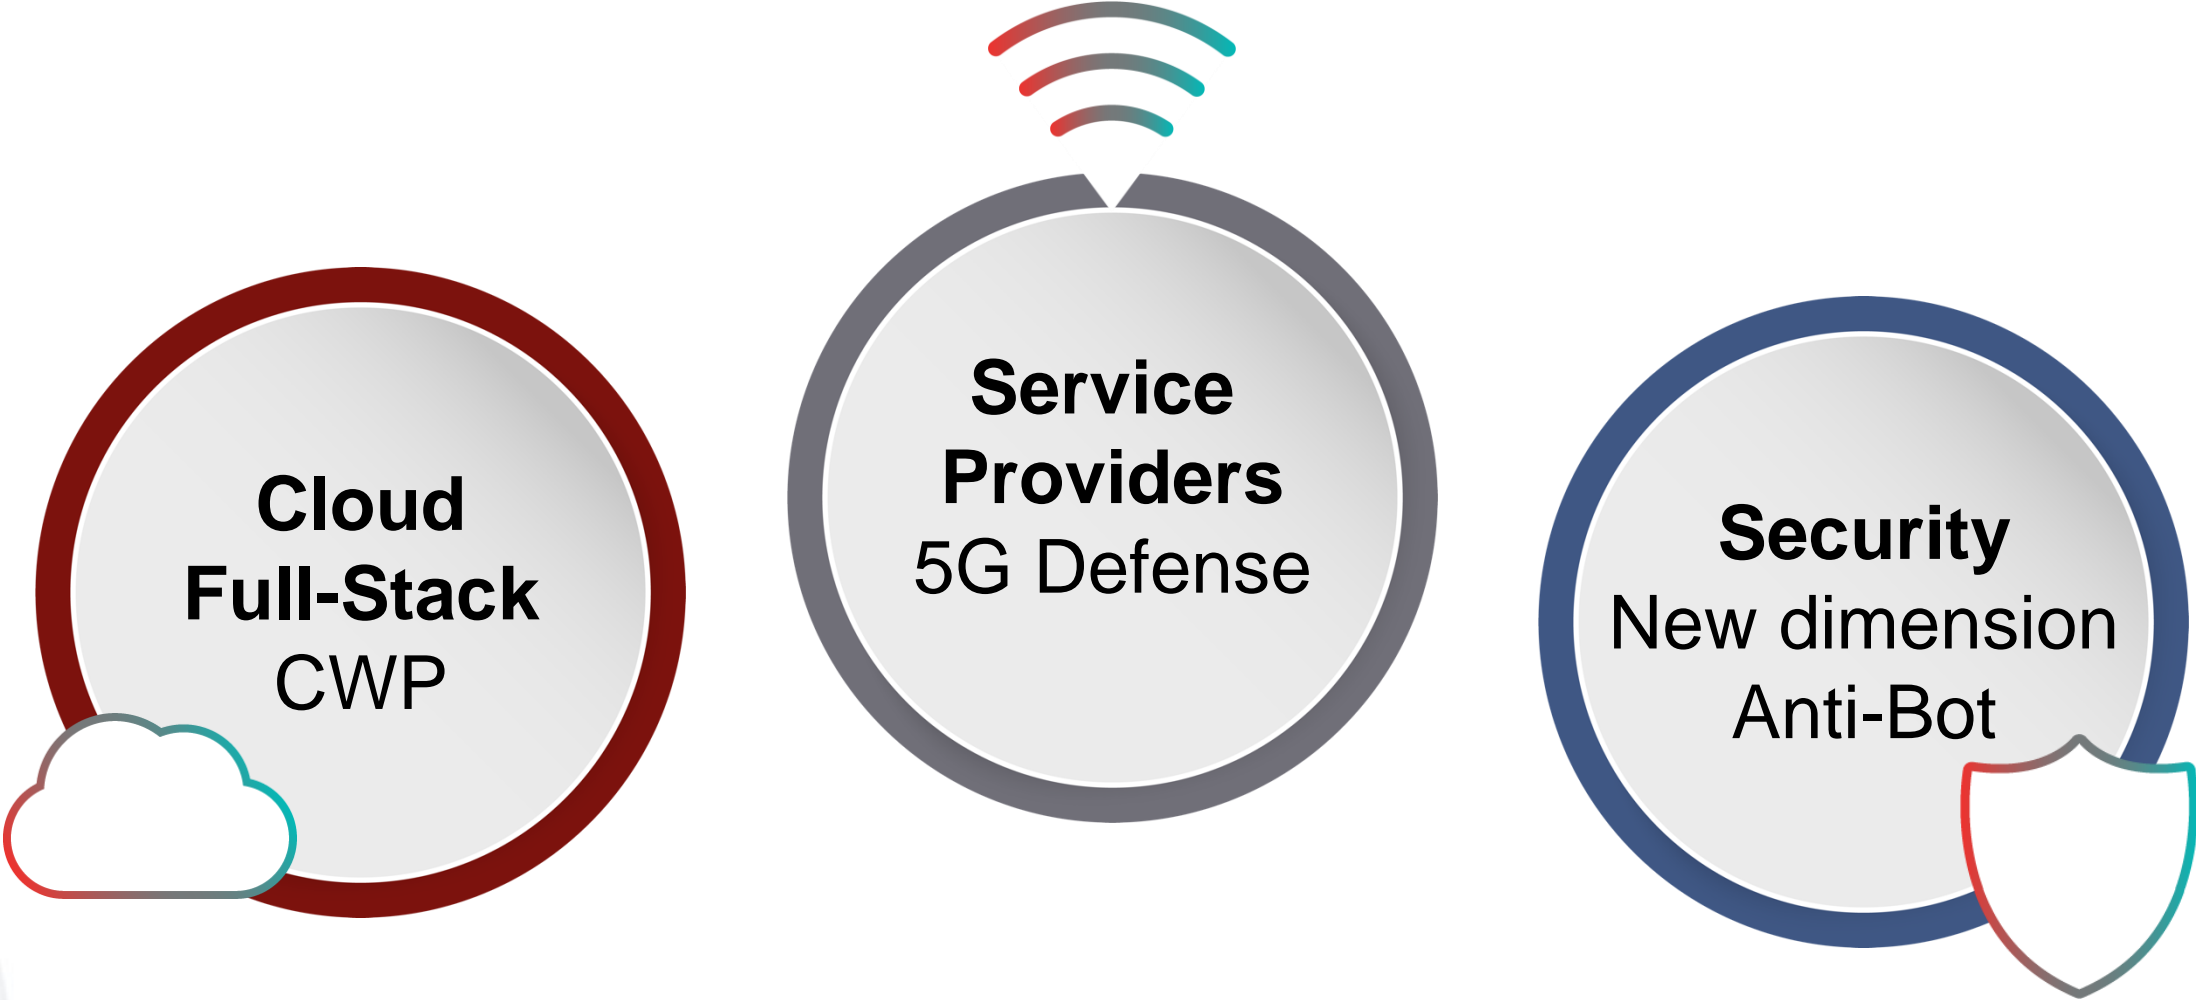 Cloud
Full-Stack
CWP
Service
Providers
5G Defense
Security
New dimension
Anti-Bot